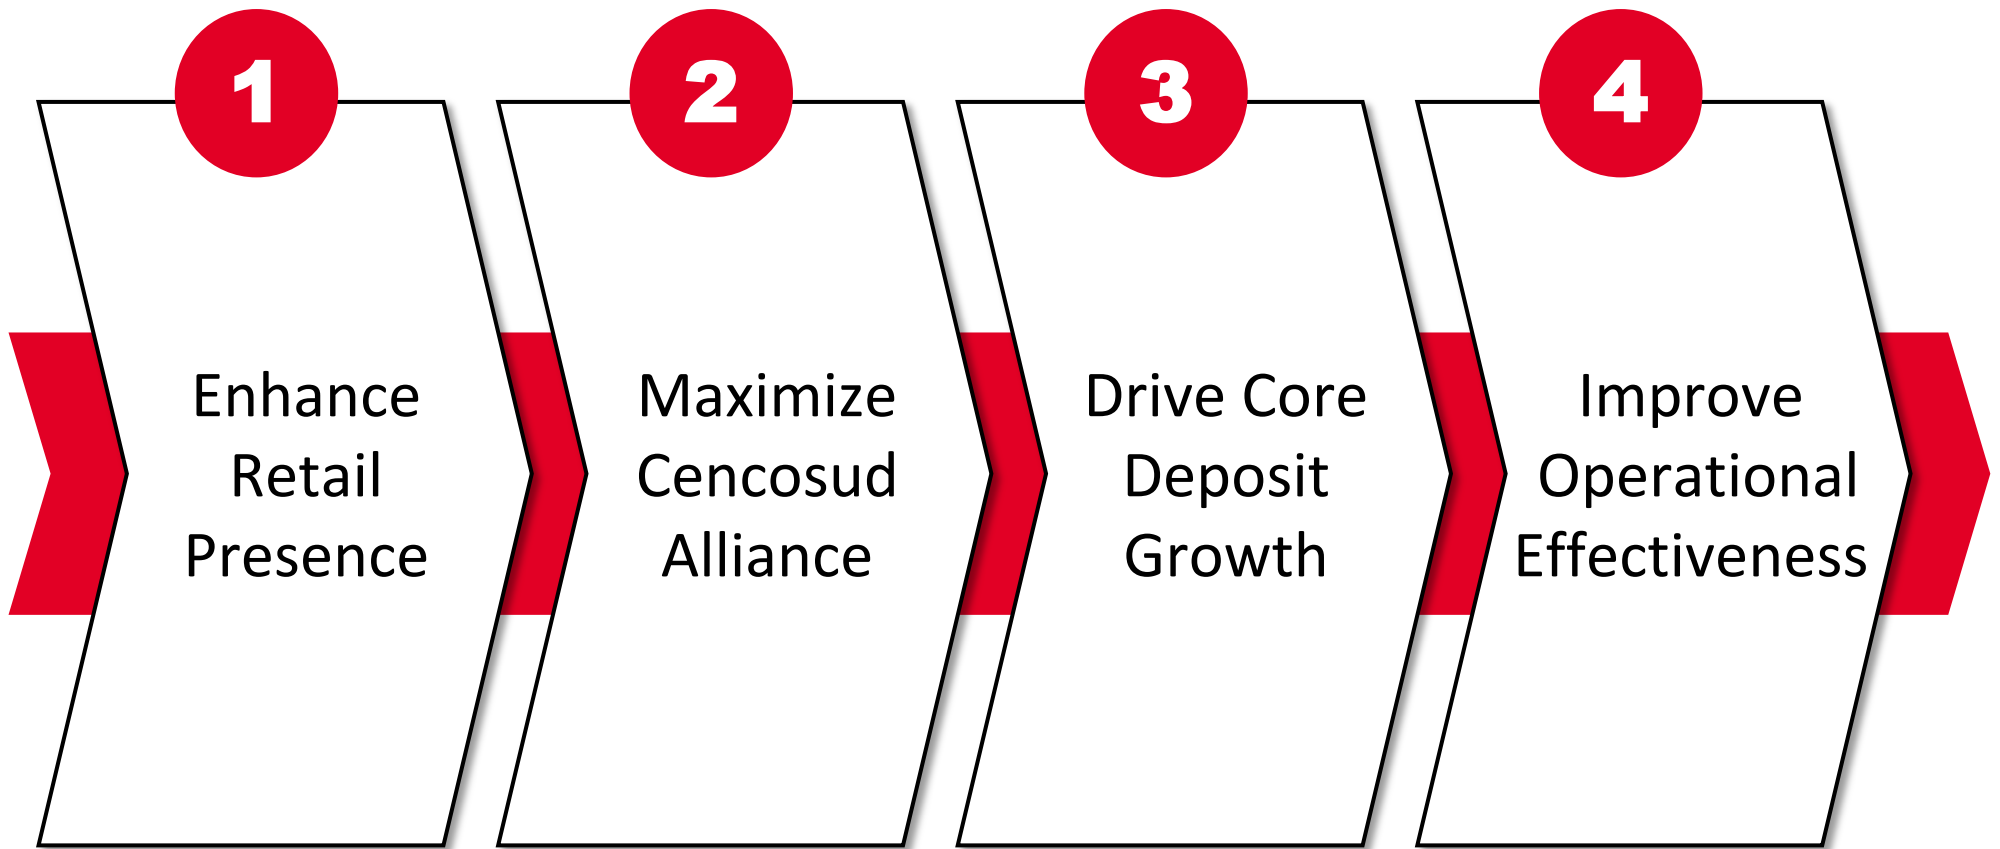 1
Enhance
Retail
Presence
2
Maximize
Cencosud
Alliance
3
Drive Core
Deposit
Growth
4
Improve
Operational
Effectiveness